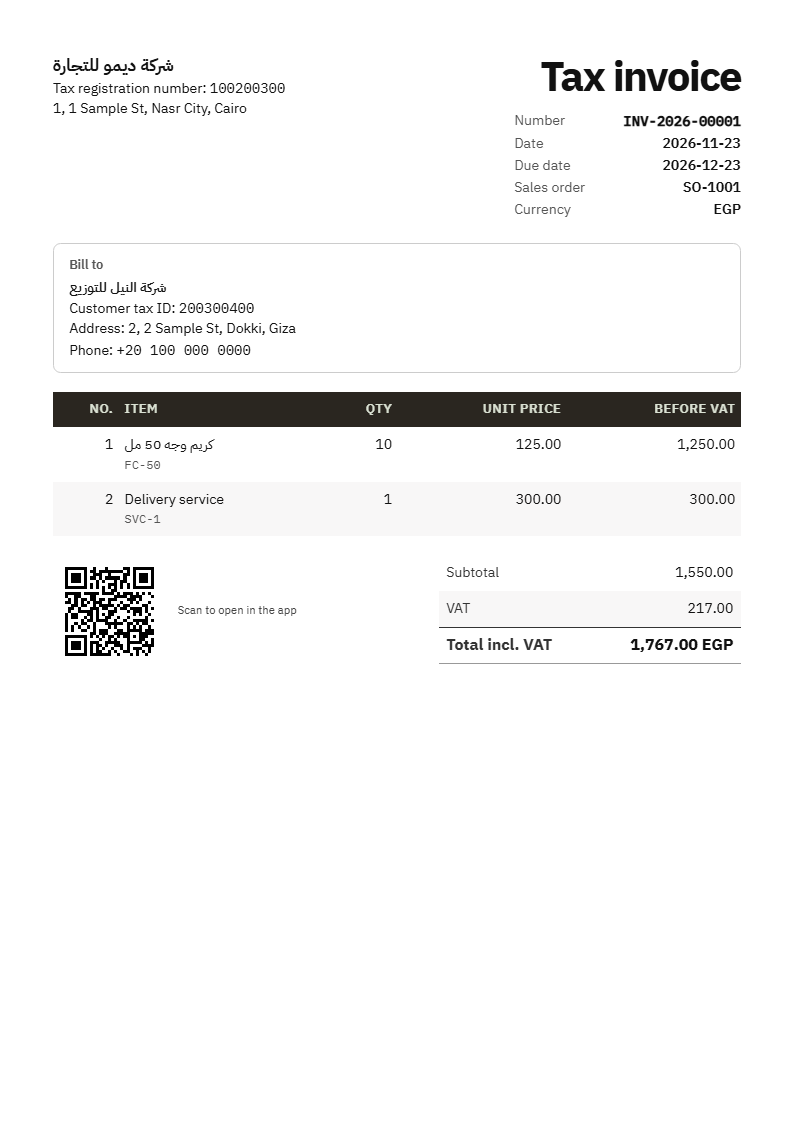 شركة ديمو للتجارة
Tax registration number: 100200300
1, 1 Sample St, Nasr City, Cairo
Tax invoice
Number INV-2026-00001
Date 2026-11-23
Due date 2026-12-23
Sales order SO-1001
Currency EGP
Bill to
شركة النيل للتوزيع
Customer tax ID: 200300400
Address: 2, 2 Sample St, Dokki, Giza
Phone: +20 100 000 0000
NO. ITEM QTY UNIT PRICE BEFORE VAT
1 كريم وجه 50 مل 10 125.00 1,250.00
FC-50
2 Delivery service 1 300.00 300.00
SVC-1
Subtotal 1,550.00
VAT 217.00
Total incl. VAT 1,767.00 EGP
Scan to open in the app